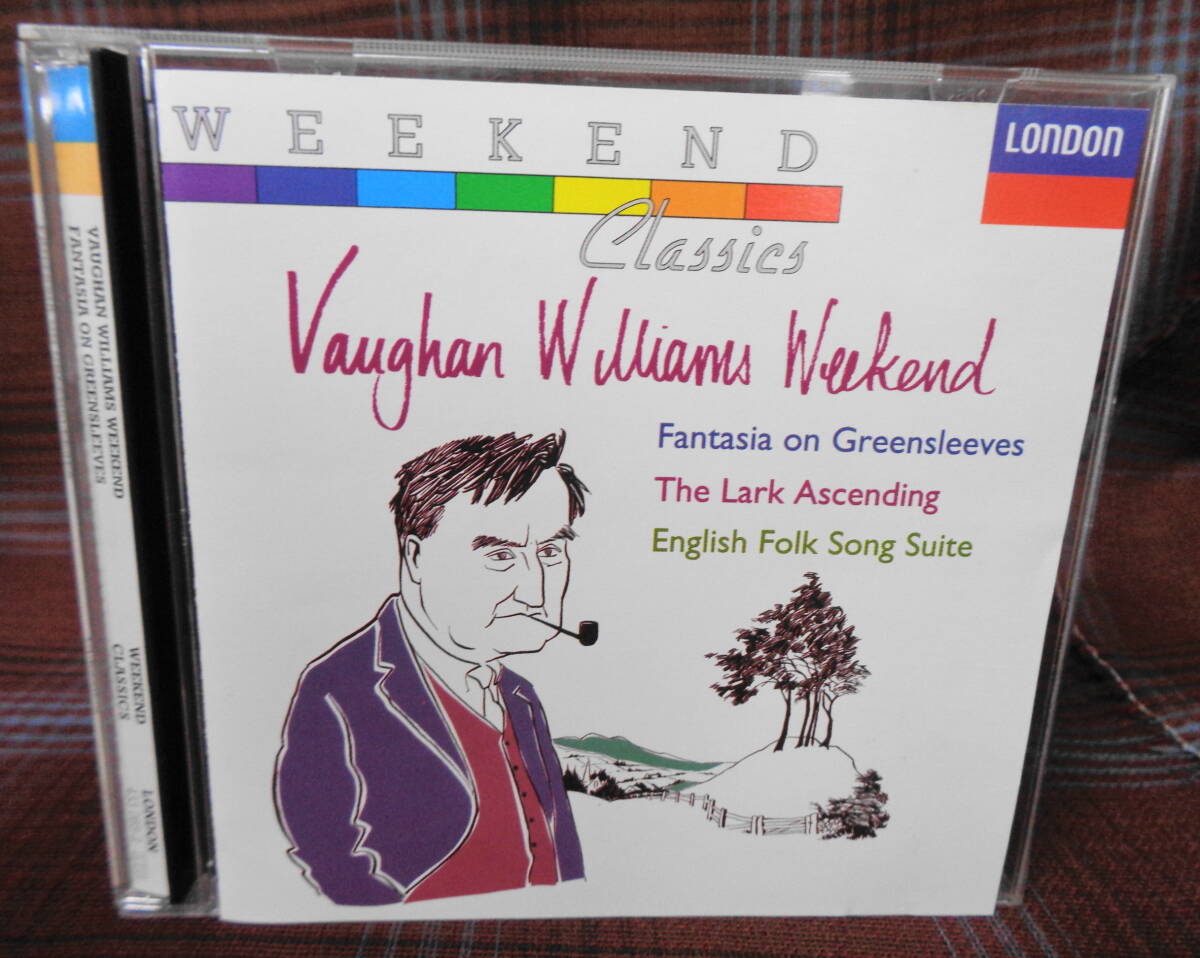 WEEKEND
Classics
LONDON
Vaughan Williams Weekend
Fantasia on Greensleeves
The Lark Ascending
English Folk Song Suite
VAUGHAN WILLIAMS WEEKEND
FANTASIA ON GREENSLEEVES
WEEKEND
CLASSICS
LONDON